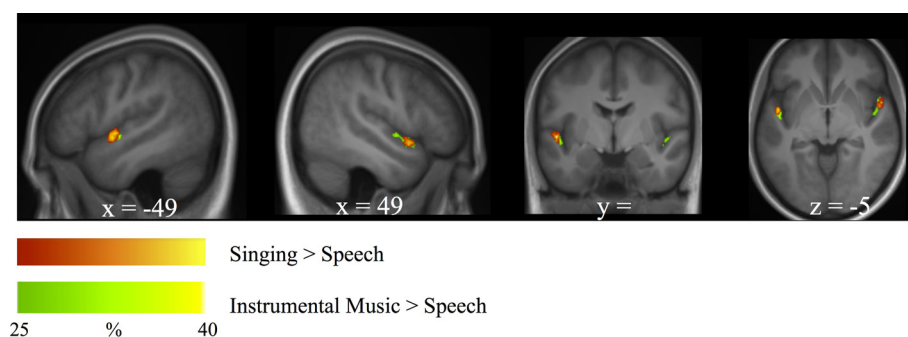 x = -49
x = 49
y =
z = -5
Singing > Speech
Instrumental Music > Speech
25 % 40